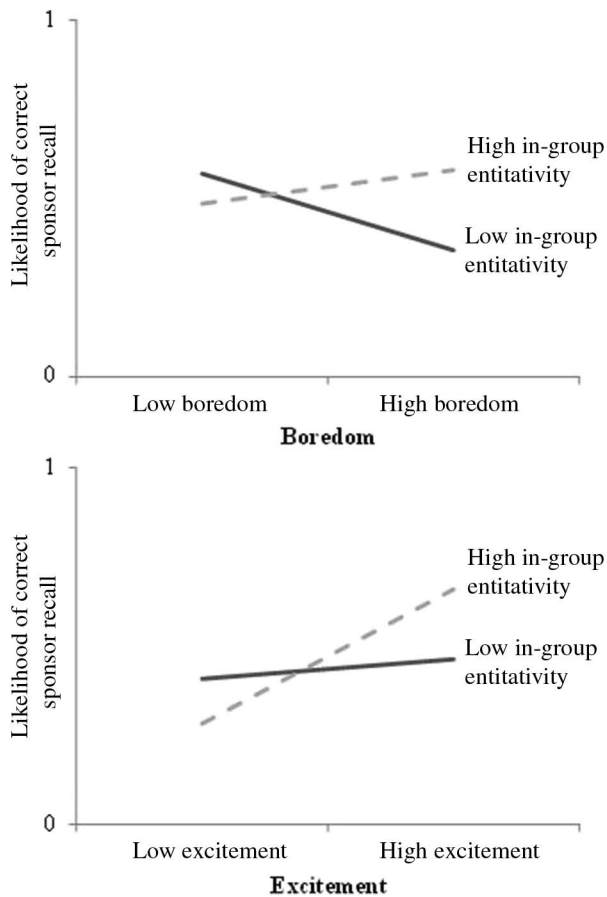 1
Likelihood of correct
sponsor recall
High in-group
entitativity
Low in-group
entitativity
0
Low boredom
High boredom
Boredom
1
Likelihood of correct
sponsor recall
High in-group
entitativity
Low in-group
entitativity
0
Low excitement
High excitement
Excitement